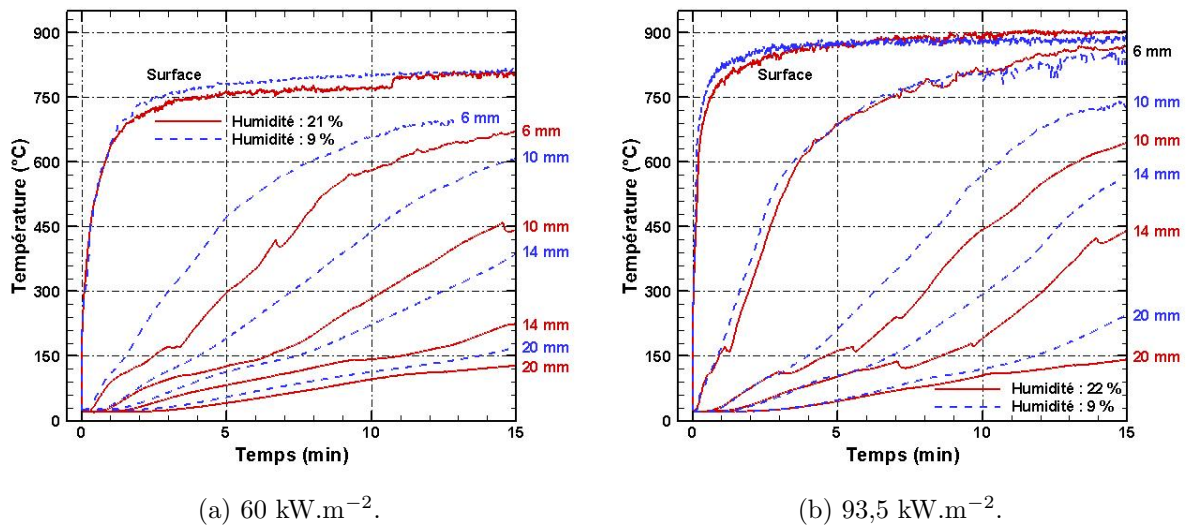 900
750
600
450
300
150
0
Température (°C)
Surface
Humidité : 21 %
Humidité : 9 %
6 mm
6 mm
10 mm
10 mm
14 mm
14 mm
20 mm
20 mm
0
5
10
15
Temps (min)
(a) 60 kW.m−2.
900
750
600
450
300
150
0
Température (°C)
Surface
6 mm
10 mm
10 mm
14 mm
14 mm
20 mm
20 mm
Humidité : 22 %
Humidité : 9 %
0
5
10
15
Temps (min)
(b) 93,5 kW.m−2.